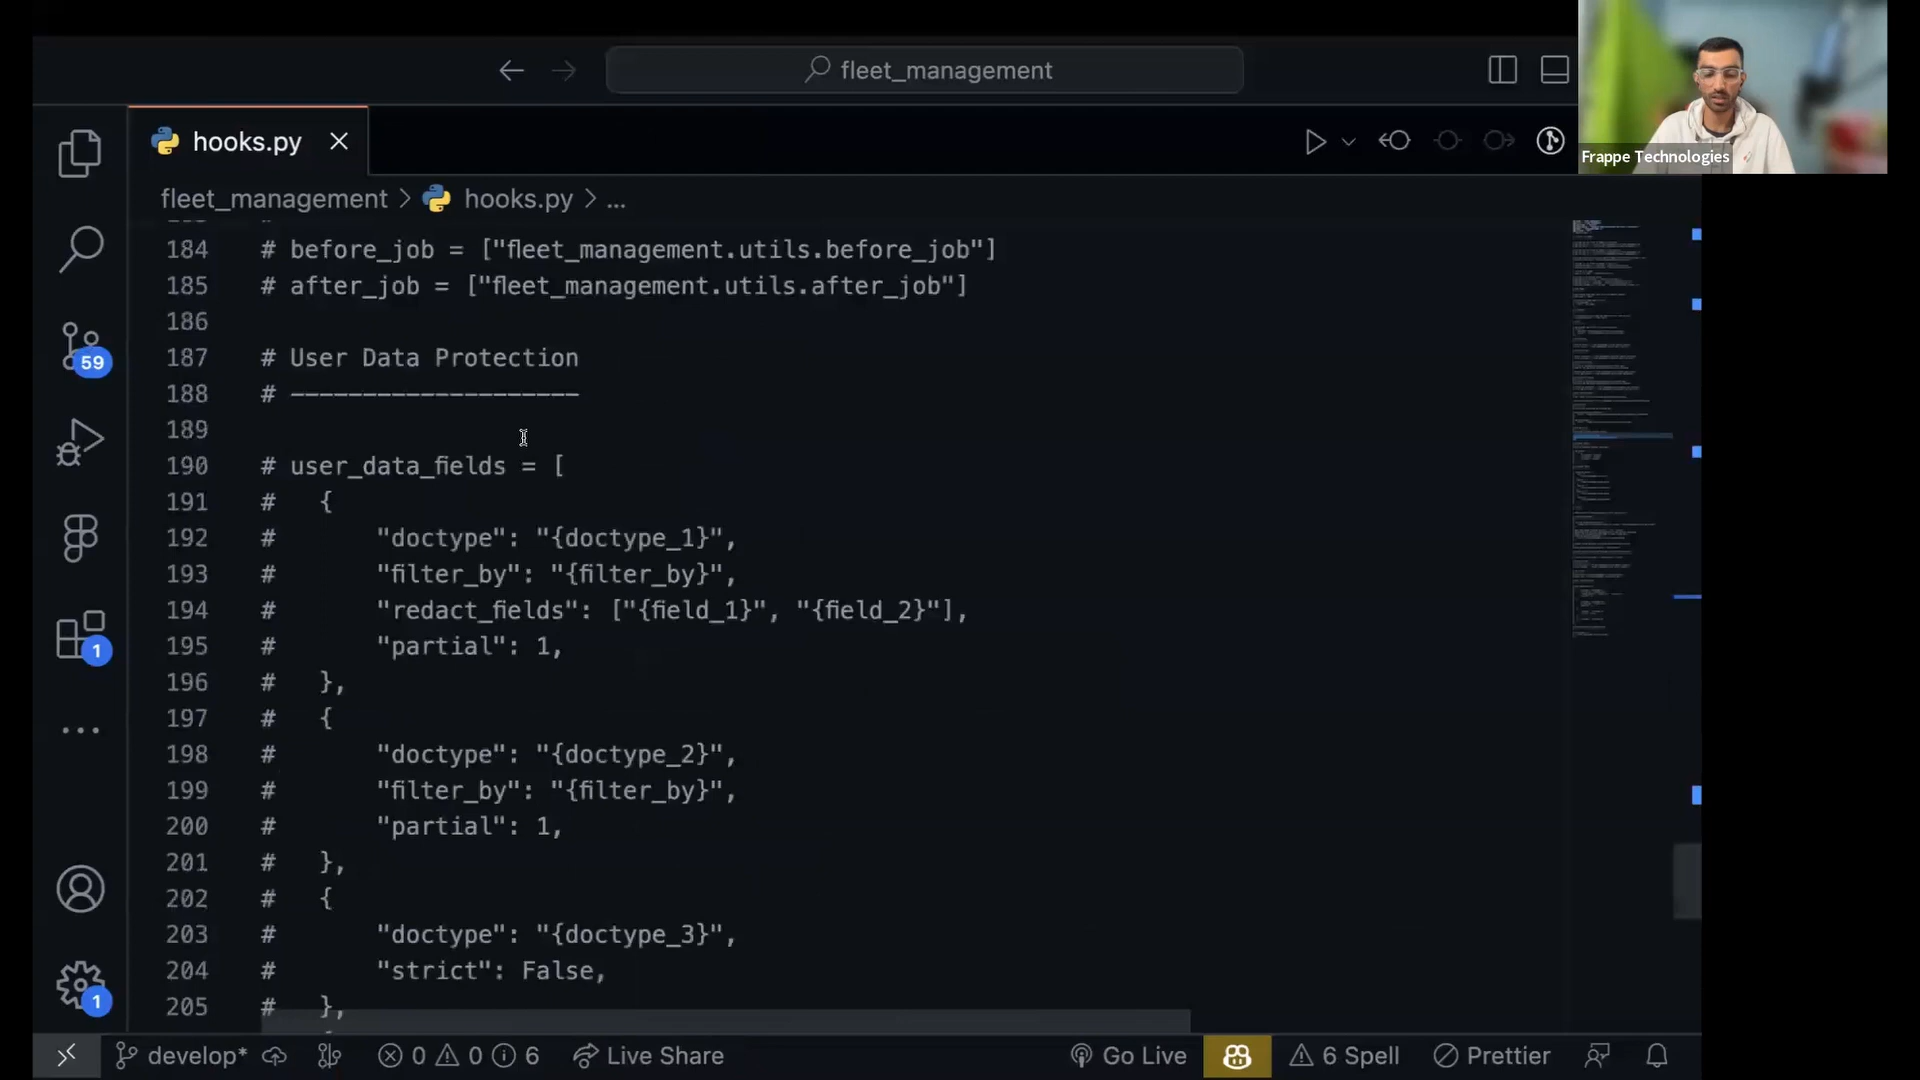 fleet_management
Frappe Technologies
hooks.py
fleet_management > hooks.py > ...
184 # before_job = ["fleet_management.utils.before_job"]
185 # after_job = ["fleet_management.utils.after_job"]
186
187 # User Data Protection
188 # --------------------
189
190 # user_data_fields = [
191 # {
192 # "doctype": "{doctype_1}",
193 # "filter_by": "{filter_by}",
194 # "redact_fields": ["{field_1}", "{field_2}"],
195 # "partial": 1,
196 # },
197 # {
198 # "doctype": "{doctype_2}",
199 # "filter_by": "{filter_by}",
200 # "partial": 1,
201 # },
202 # {
203 # "doctype": "{doctype_3}",
204 # "strict": False,
205 # },
59
1
1
develop* 0 0 6 Live Share Go Live 6 Spell Prettier